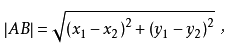 |AB| = √((x₁ − x₂)² + (y₁ − y₂)²) ,